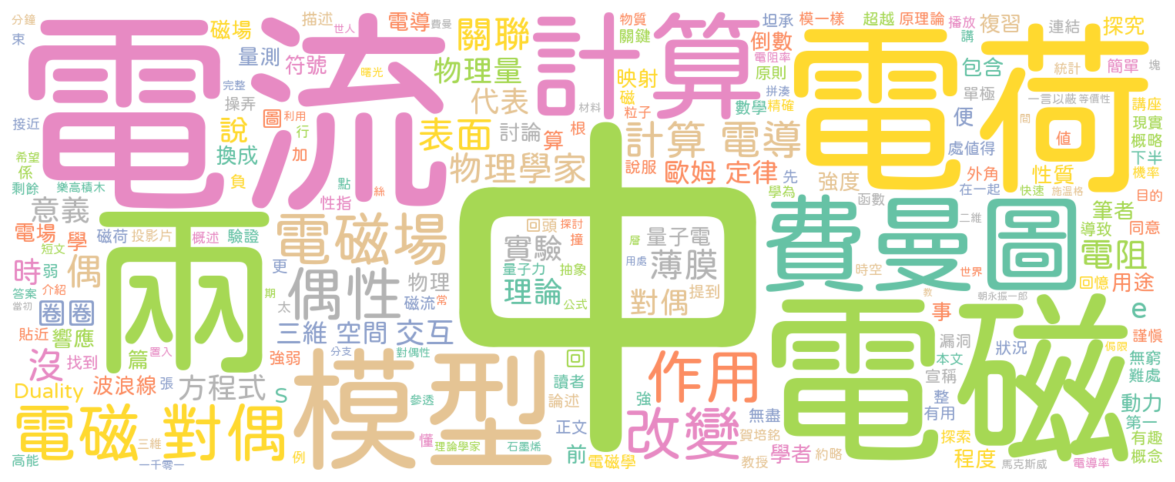 電流
計算
電荷
兩
中
費曼圖
電磁
模型
電磁 對偶
電磁場
偶性
作用
改變
計算 電導
物理學家
表面
關聯
物理量
代表
薄膜
對偶
理論
實驗
三維 空間 交互
方程式
波浪線
電阻
歐姆 定律
強度
性質
程度
學者
動力
第一
用途
筆者
倒數
複習
探究
包含
映射
符號
磁場
量測
電導
描述
操弄
說
換成
討論
意義
電場
學
時
弱
偶
圈圈
響應
沒
找到
貼近
篇
張
Duality
S
e
高能
三維
一千零一
分鐘
束
接近
希望
係
剩餘
樂高積木
答案
介紹
當初
短文
磁荷
投影片
概述
驗證
性指
點
絲
加
負
行
圖
利用
完整
曙光
世人
費曼
材料
物質
關鍵
磁
粒子
算
根
說服
數學
精確
電阻率
拼湊
原則
坦承
模一樣
超越
原理論
播放
講
連結
統計
簡單
塊
單極
一言以蔽
等價性
便
處值得
值
間
講座
現實
概略
下半
機率
目的
外角
先
學為
在一起
快速
施溫格
函數
二維
導致
同意
回憶
世界
時空
提到
量子電
回頭
探討
撞
層
用處
量子力
抽象
公式
更
太
期
物理
磁流
常
強弱
分支
對偶性
置入
參透
懂
理論學家
石墨烯
例
回
讀者
論述
正文
前
強
無盡
電磁學
賀培銘
教授
約略
朝永振一郎
教
事
漏洞
本文
宣稱
狀況
整
有用
探索
馬克斯威
電導率
謹慎
侷限
無窮
難處
有趣
概念